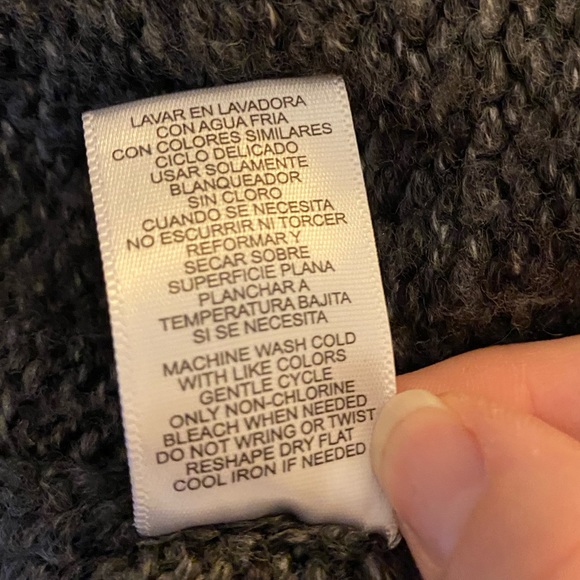 LAVAR EN LAVADORA
CON AGUA FRIA
CON COLORES SIMILARES
CICLO DELICADO
USAR SOLAMENTE
BLANQUEADOR
SIN CLORO
CUANDO SE NECESITA
NO ESCURRIR NI TORCER
REFORMAR Y
SECAR SOBRE
SUPERFICIE PLANA
PLANCHAR A
TEMPERATURA BAJITA
SI SE NECESITA
MACHINE WASH COLD
WITH LIKE COLORS
GENTLE CYCLE
ONLY NON-CHLORINE
BLEACH WHEN NEEDED
DO NOT WRING OR TWIST
RESHAPE DRY FLAT
COOL IRON IF NEEDED